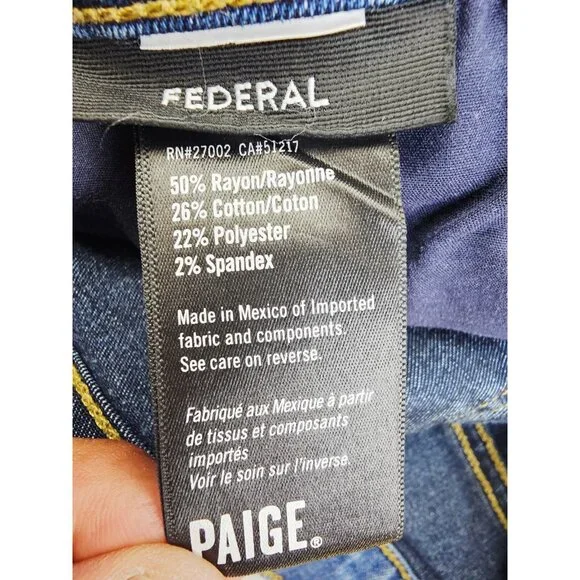 FEDERAL
RN#27002 CA#51217
50% Rayon/Rayonne
26% Cotton/Coton
22% Polyester
2% Spandex
Made in Mexico of Imported
fabric and components.
See care on reverse.
Fabriqué aux Mexique à partir
de tissus et composants
importés
Voir le soin sur l'inverse.
PAIGE®